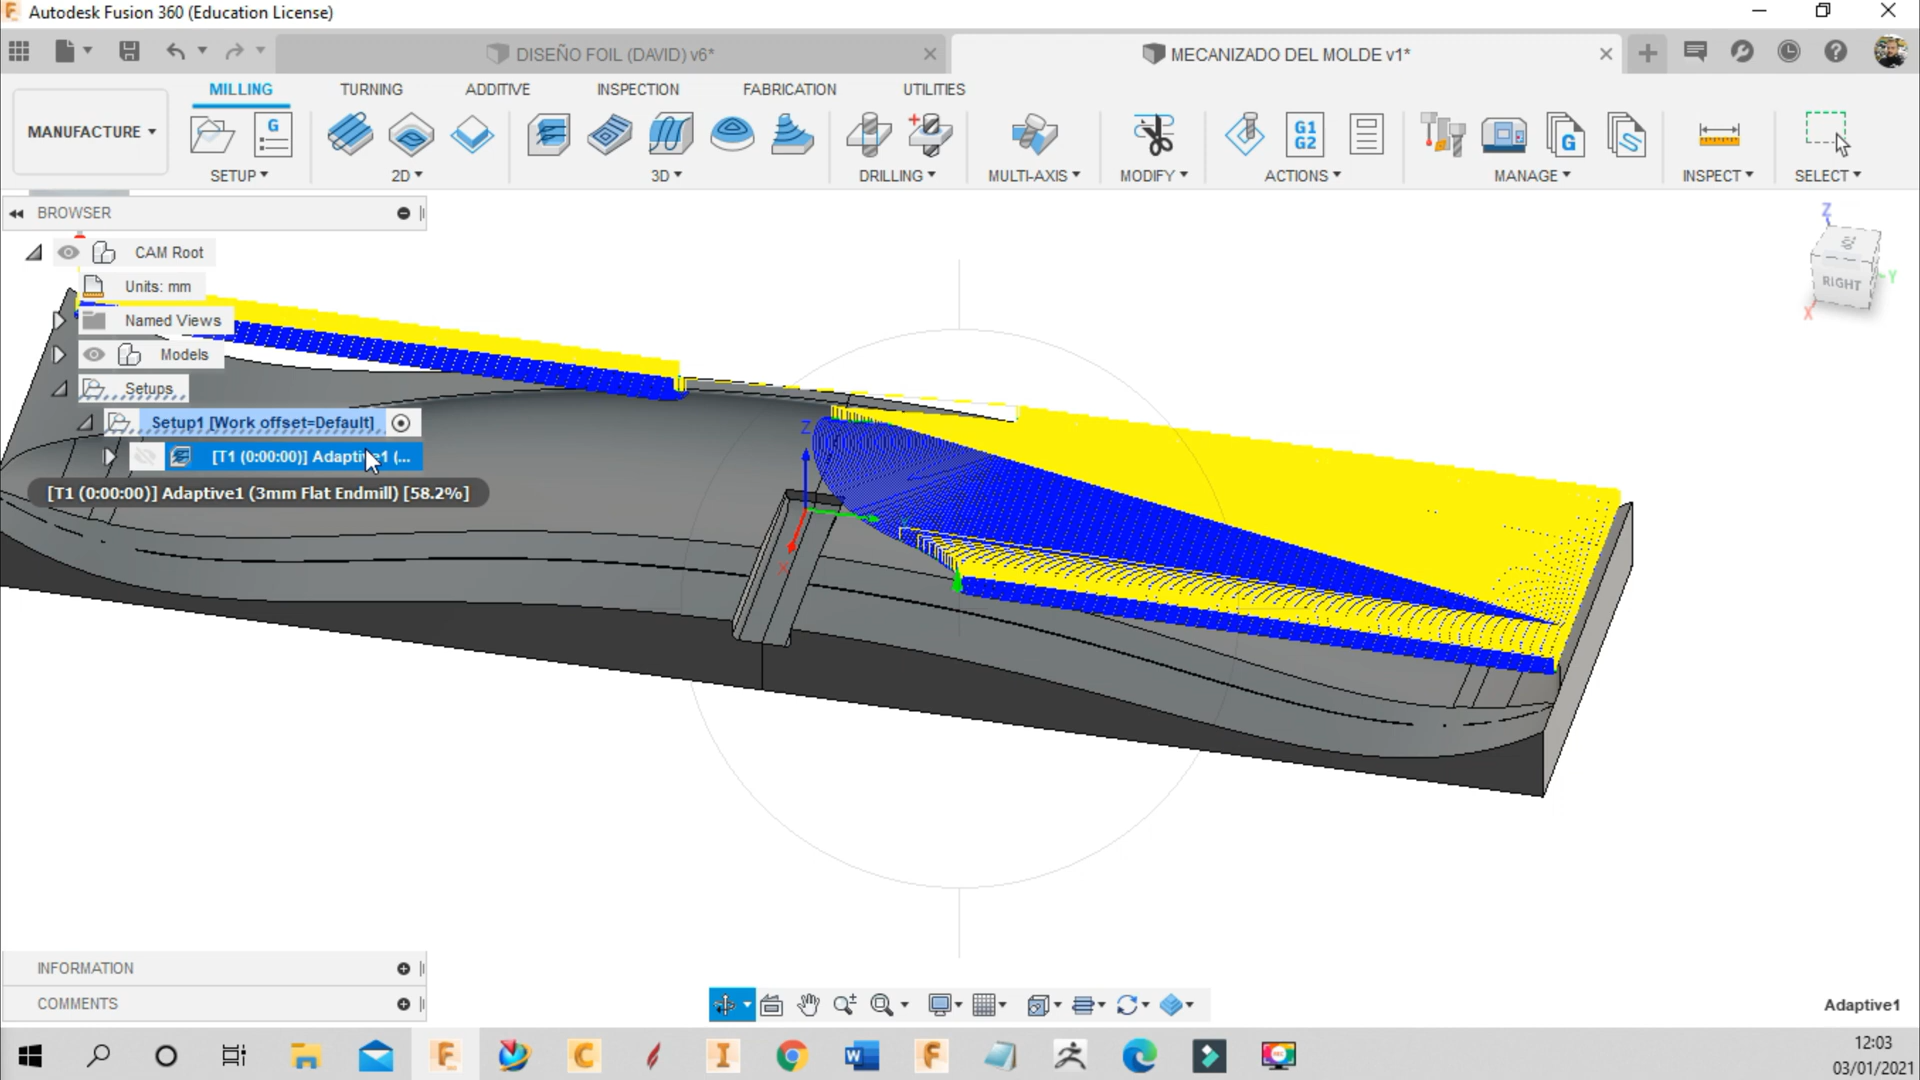 Autodesk Fusion 360 (Education License)
DISEÑO FOIL (DAVID) v6*
MECANIZADO DEL MOLDE v1*
MILLING
TURNING
ADDITIVE
INSPECTION
FABRICATION
UTILITIES
MANUFACTURE
G
G1
G2
G
SETUP
2D
3D
DRILLING
MULTI-AXIS
MODIFY
ACTIONS
MANAGE
INSPECT
SELECT
BROWSER
CAM Root
Units: mm
Named Views
Models
Setups
Setup1 [Work offset=Default]
[T1 (0:00:00)] Adaptive1 (...
[T1 (0:00:00)] Adaptive1 (3mm Flat Endmill) [58.2%]
Z
RIGHT
Y
X
Z
X
INFORMATION
COMMENTS
Adaptive1
12:03
03/01/2021